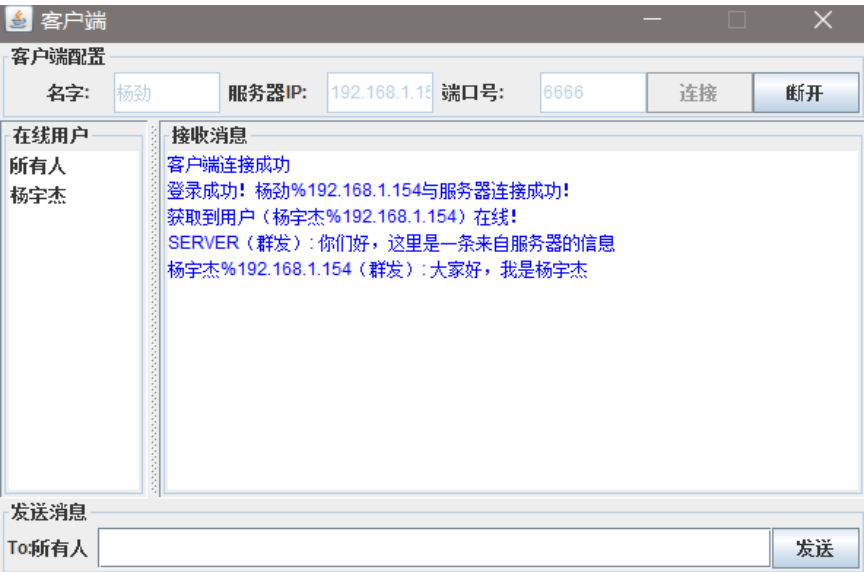 客户端
客户端配置
名字: 杨劲 服务器IP: 192.168.1.15 端口号: 6666 连接 断开
在线用户
所有人
杨宇杰
接收消息
客户端连接成功
登录成功！杨劲%192.168.1.154与服务器连接成功！
获取到用户（杨宇杰%192.168.1.154）在线！
SERVER（群发）:你们好，这里是一条来自服务器的信息
杨宇杰%192.168.1.154（群发）:大家好，我是杨宇杰
发送消息
To:所有人 发送